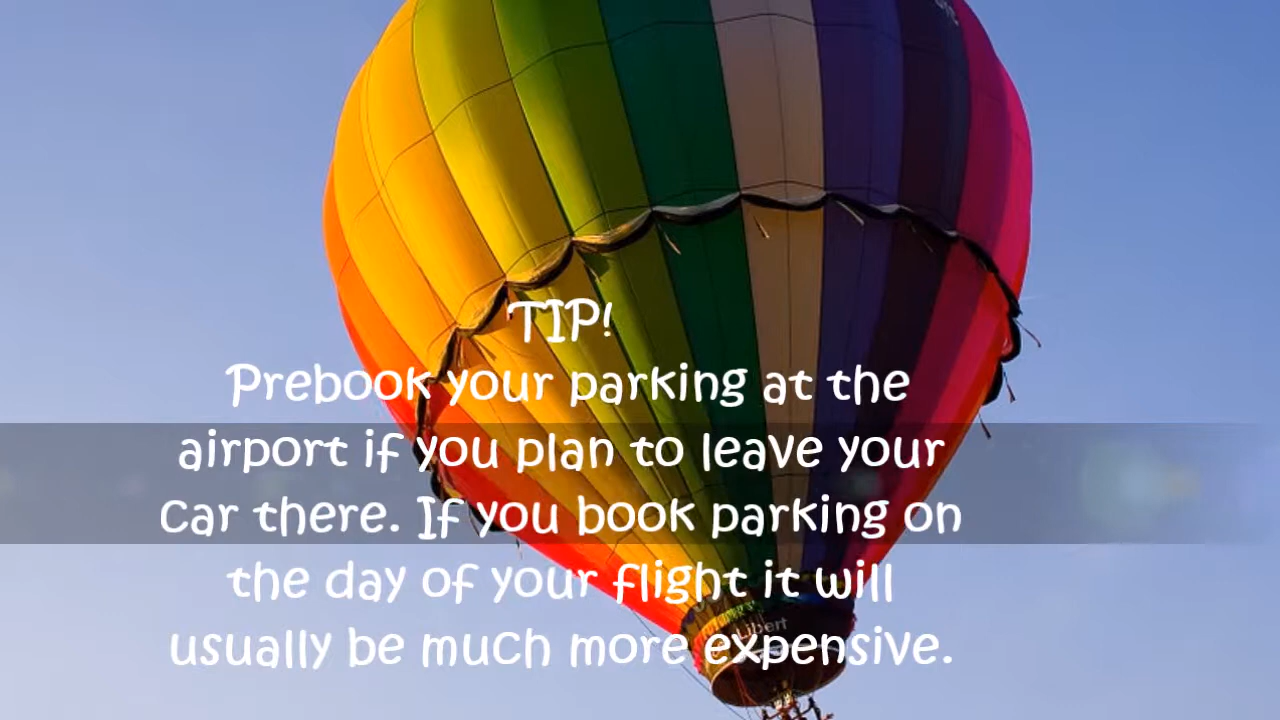 TIP!
Prebook your parking at the
airport if you plan to leave your
car there. If you book parking on
the day of your flight it will
usually be much more expensive.
Libert